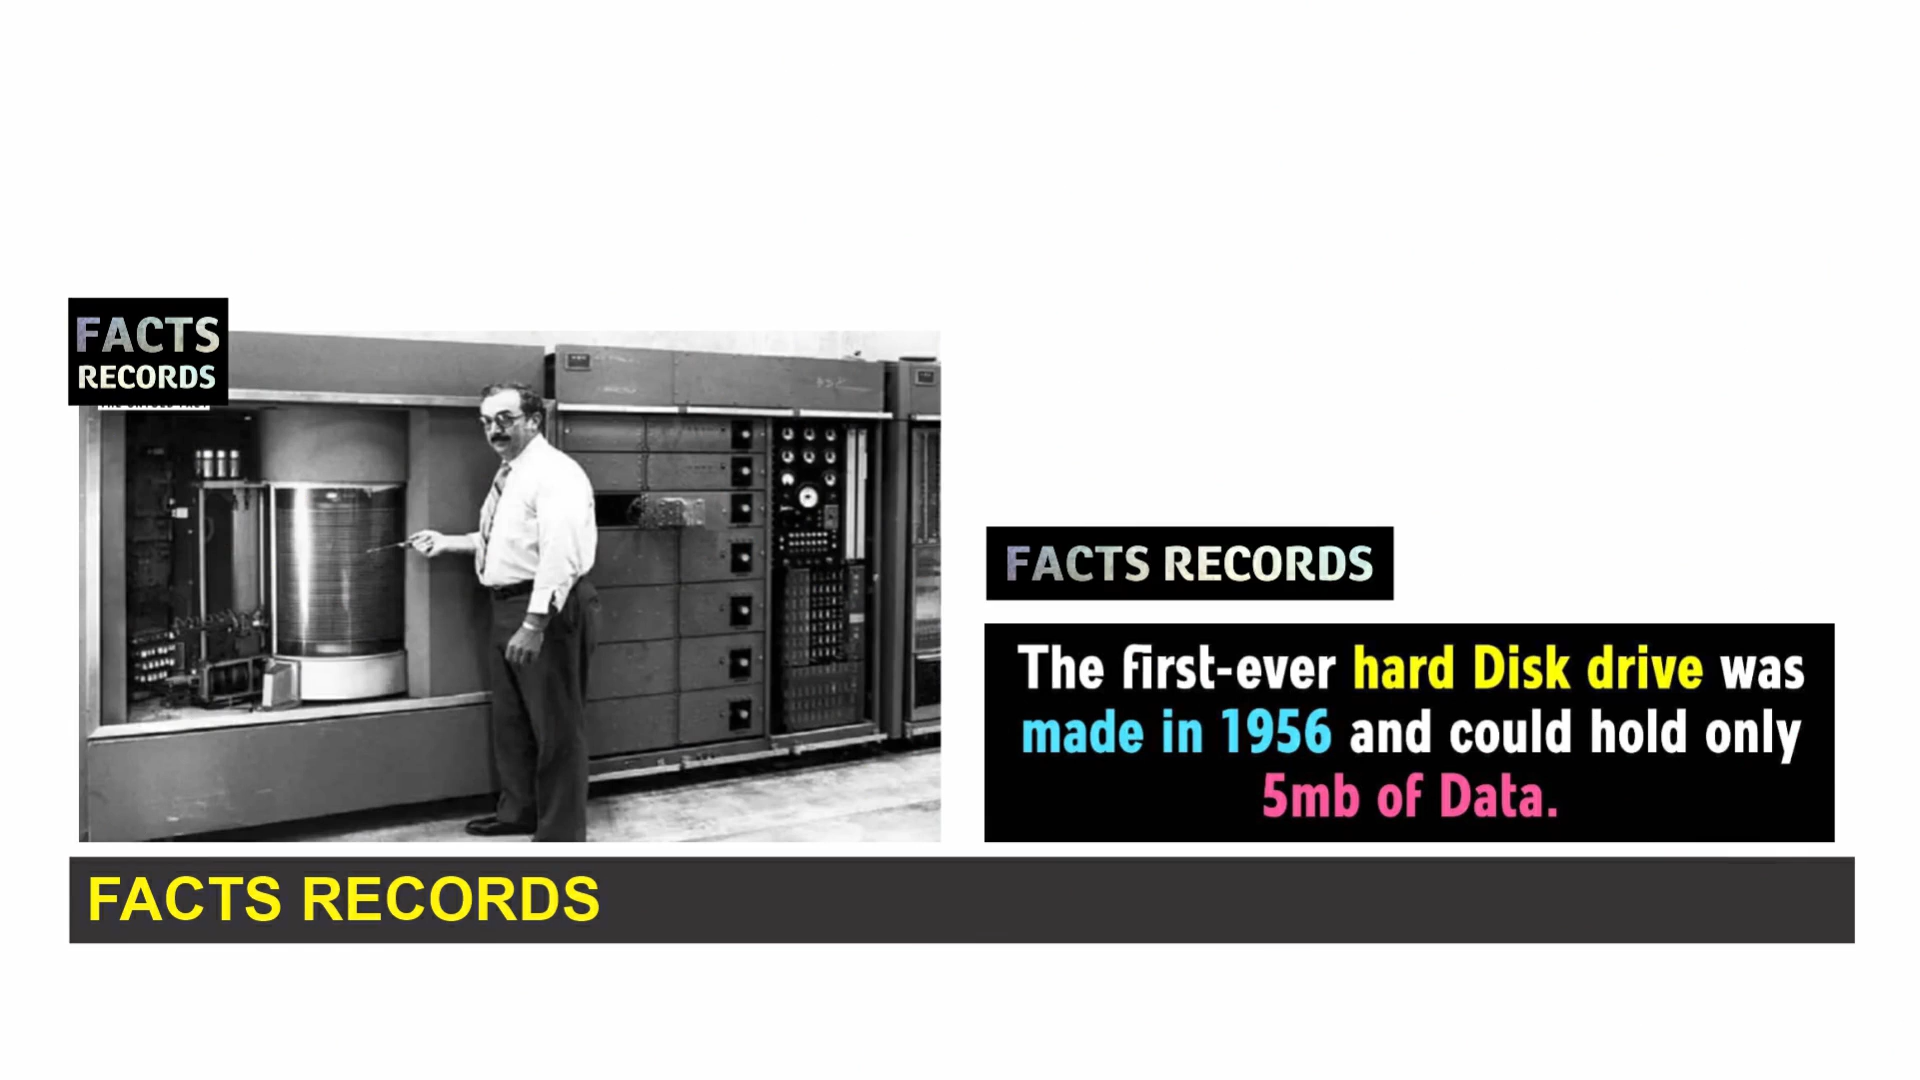 FACTS
RECORDS
FACTS RECORDS
The first-ever hard Disk drive was
made in 1956 and could hold only
5mb of Data.
FACTS RECORDS